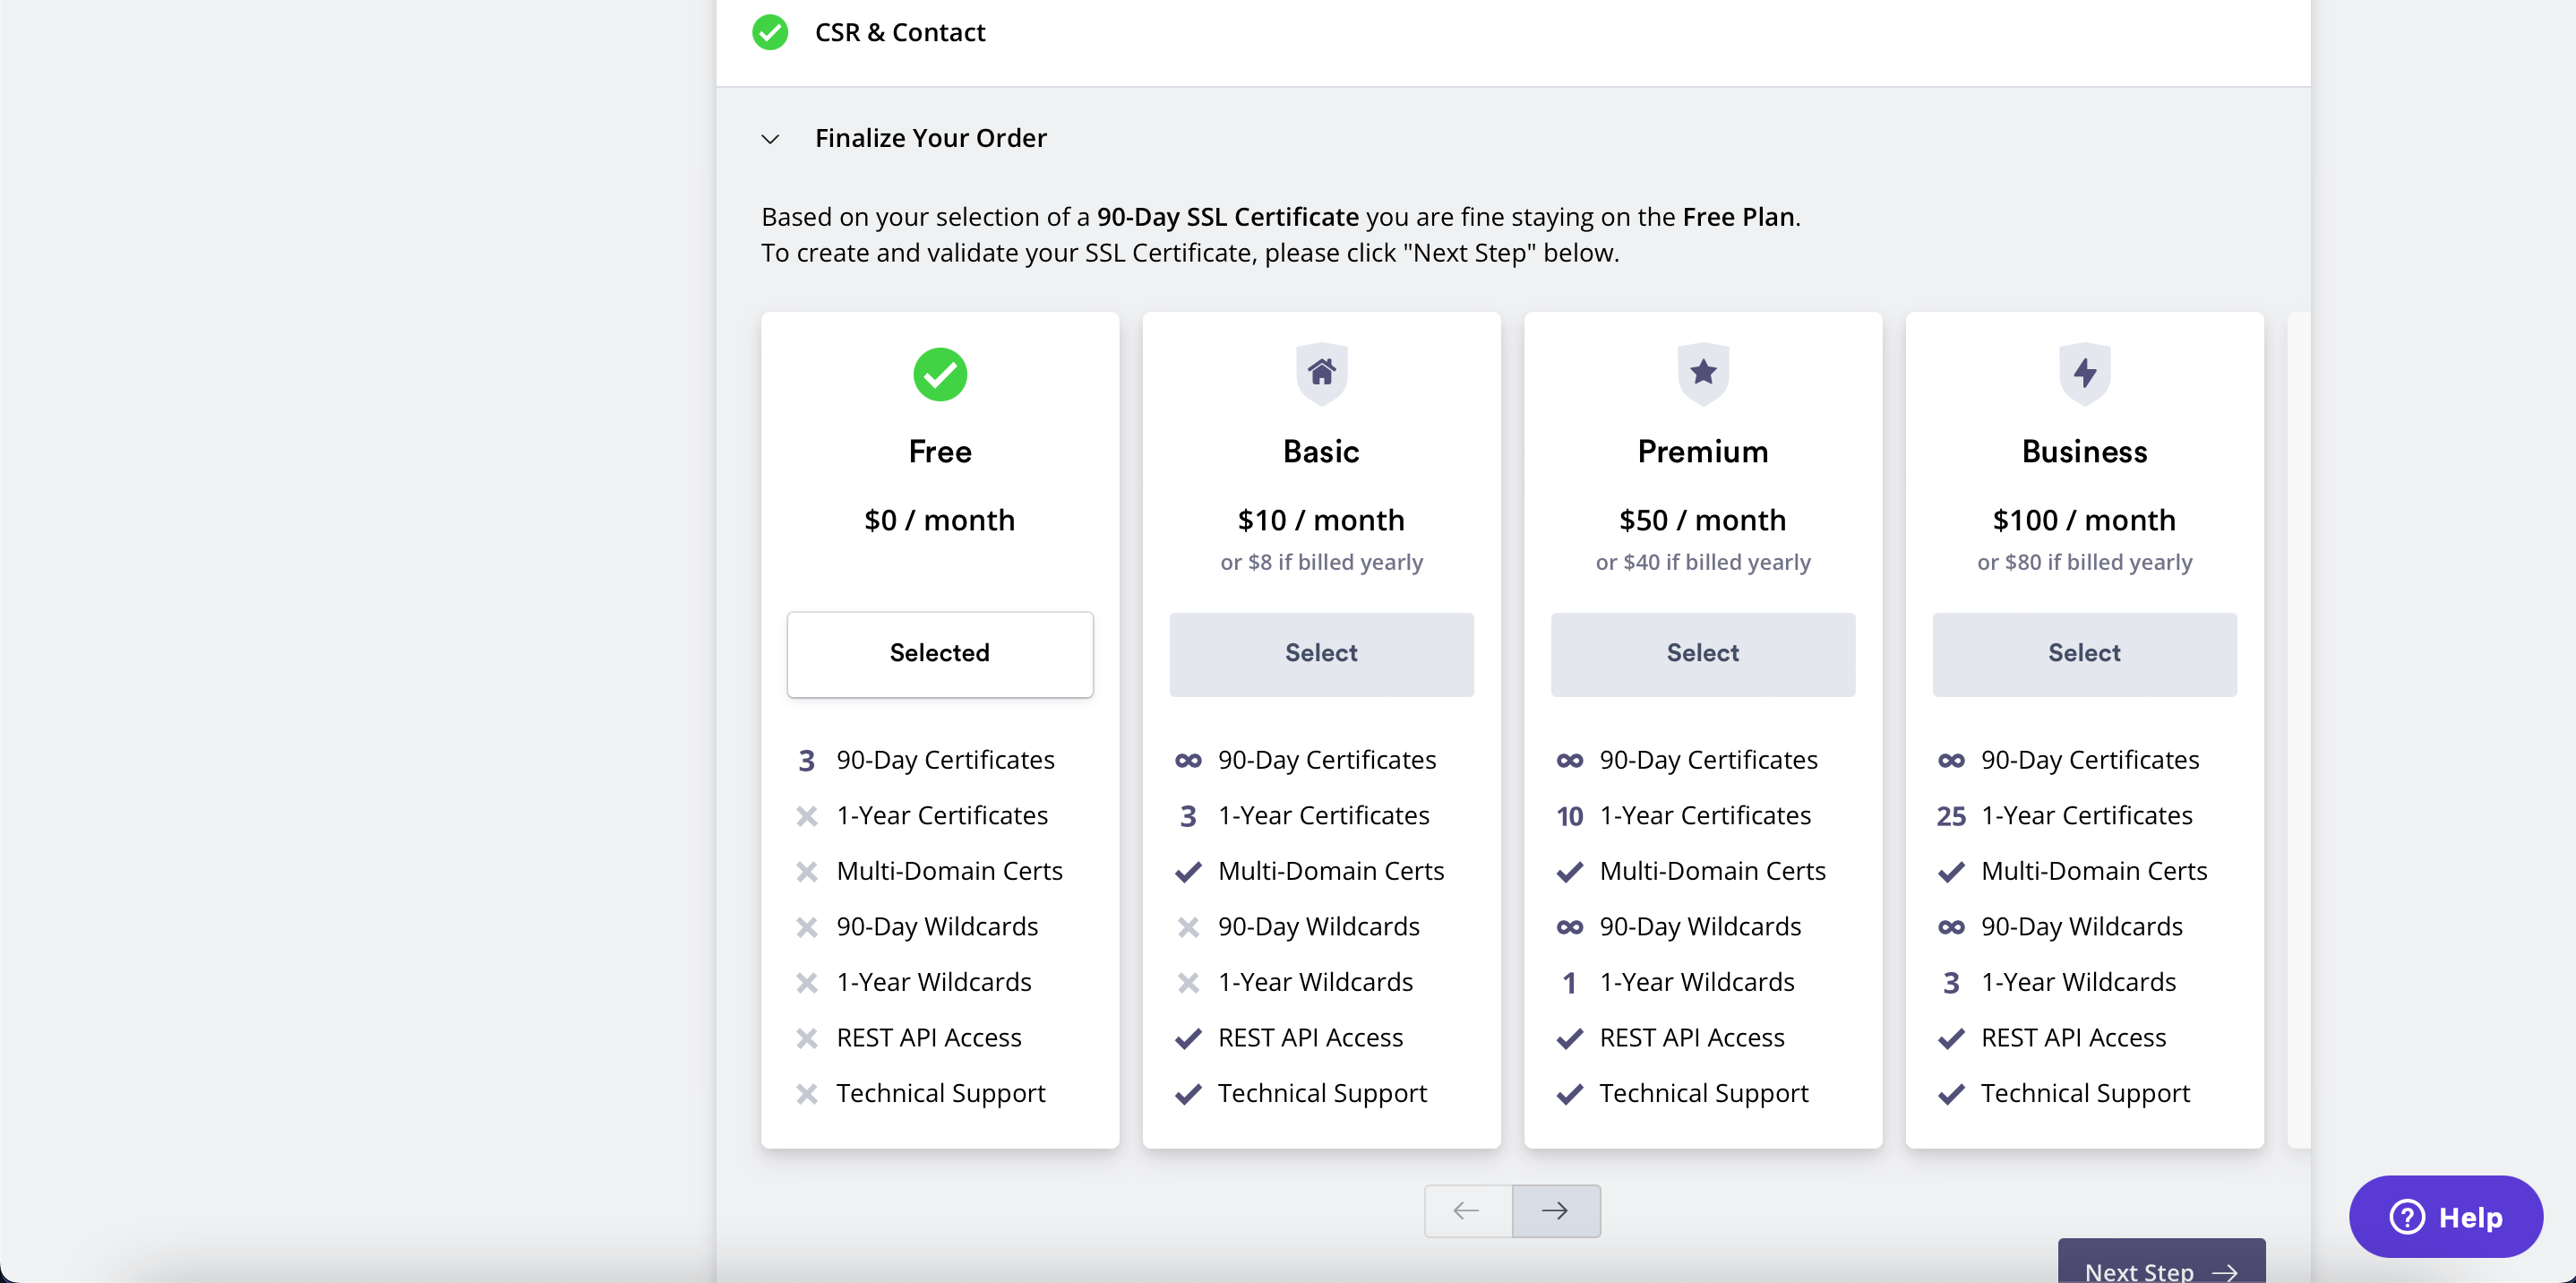 CSR & Contact
Finalize Your Order
Based on your selection of a 90-Day SSL Certificate you are fine staying on the Free Plan.
To create and validate your SSL Certificate, please click "Next Step" below.
Free
$0 / month
Selected
3 90-Day Certificates
1-Year Certificates
Multi-Domain Certs
90-Day Wildcards
1-Year Wildcards
REST API Access
Technical Support
Basic
$10 / month
or $8 if billed yearly
Select
∞ 90-Day Certificates
3 1-Year Certificates
Multi-Domain Certs
90-Day Wildcards
1-Year Wildcards
REST API Access
Technical Support
Premium
$50 / month
or $40 if billed yearly
Select
∞ 90-Day Certificates
10 1-Year Certificates
Multi-Domain Certs
∞ 90-Day Wildcards
1 1-Year Wildcards
REST API Access
Technical Support
Business
$100 / month
or $80 if billed yearly
Select
∞ 90-Day Certificates
25 1-Year Certificates
Multi-Domain Certs
∞ 90-Day Wildcards
3 1-Year Wildcards
REST API Access
Technical Support
Help
Next Step